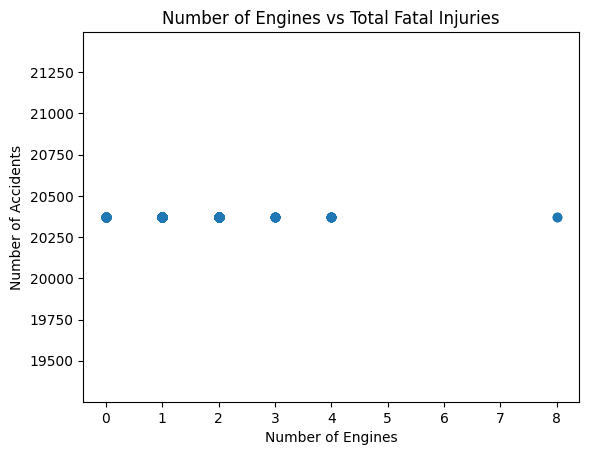 Number of Engines vs Total Fatal Injuries
21250
21000
20750
20500
20250
20000
19750
19500
Number of Accidents
0 1 2 3 4 5 6 7 8
Number of Engines